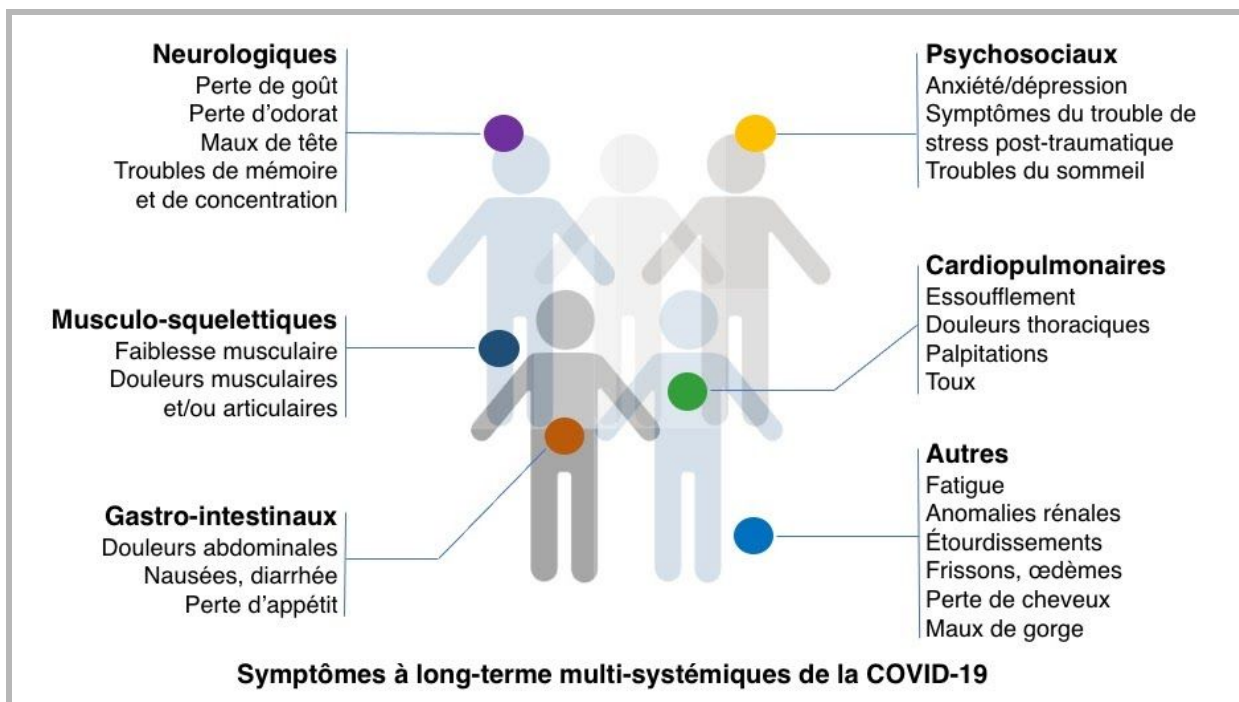 Neurologiques
Perte de goût
Perte d'odorat
Maux de tête
Troubles de mémoire
et de concentration
Musculo-squelettiques
Faiblesse musculaire
Douleurs musculaires
et/ou articulaires
Gastro-intestinaux
Douleurs abdominales
Nausées, diarrhée
Perte d'appétit
Psychosociaux
Anxiété/dépression
Symptômes du trouble de
stress post-traumatique
Troubles du sommeil
Cardiopulmonaires
Essoufflement
Douleurs thoraciques
Palpitations
Toux
Autres
Fatigue
Anomalies rénales
Étourdissements
Frissons, œdèmes
Perte de cheveux
Maux de gorge
Symptômes à long-terme multi-systémiques de la COVID-19